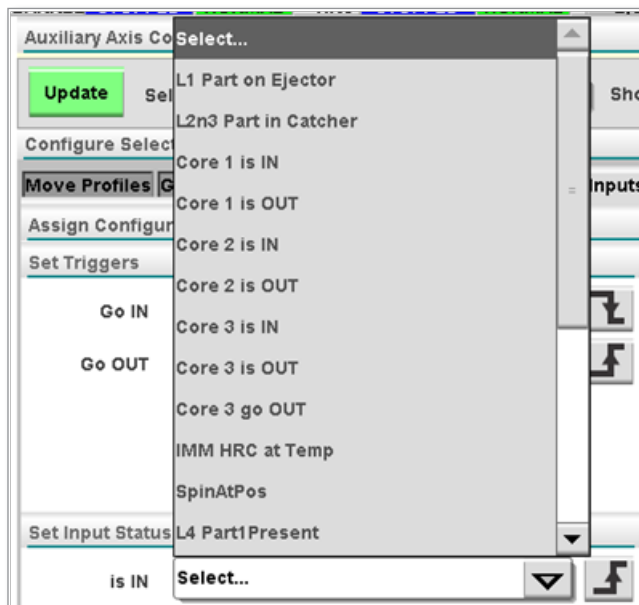 Auxiliary Axis Co
Select...
L1 Part on Ejector
Update
Sel
Sho
L2n3 Part in Catcher
Configure Select
Core 1 is IN
Move Profiles
G
Inputs
Core 1 is OUT
Assign Configur
Core 2 is IN
Set Triggers
Core 2 is OUT
Go IN
Core 3 is IN
Go OUT
Core 3 is OUT
Core 3 go OUT
IMM HRC at Temp
SpinAtPos
Set Input Status
L4 Part1Present
is IN
Select...